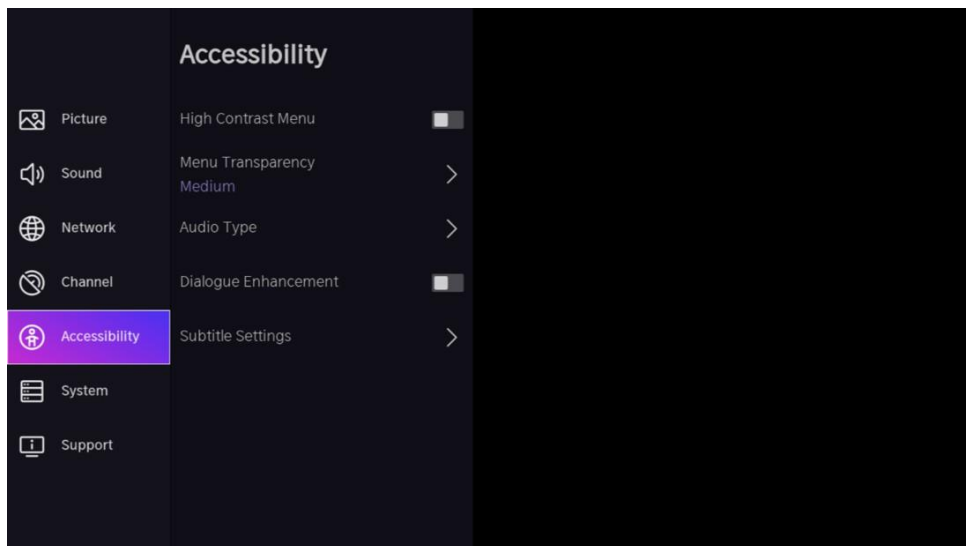 Accessibility
Picture
High Contrast Menu
Sound
Menu Transparency
Medium
Network
Audio Type
Channel
Dialogue Enhancement
Accessibility
Subtitle Settings
System
Support